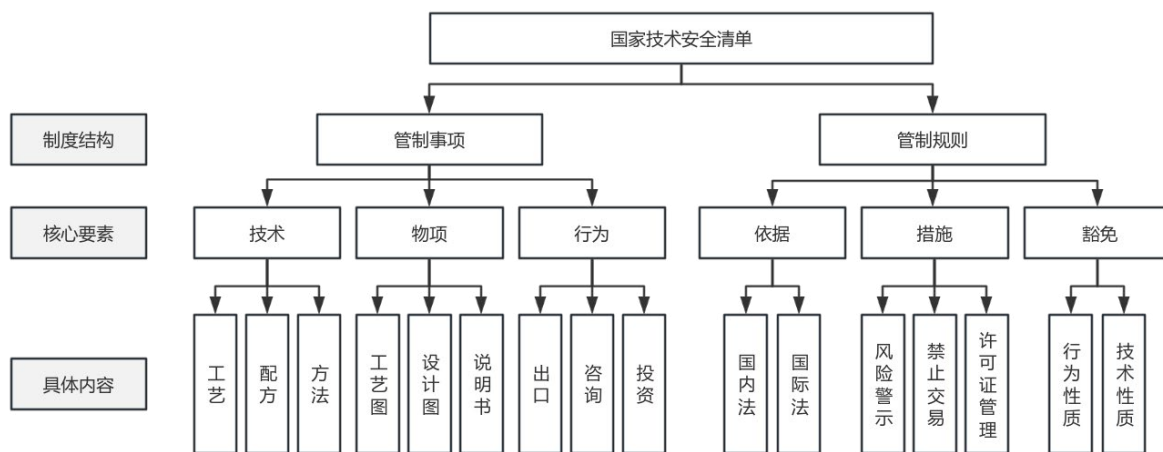 国家技术安全清单
制度结构
管制事项
管制规则
核心要素
技术
物项
行为
依据
措施
豁免
具体内容
工艺
配方
方法
工艺图
设计图
说明书
出口
咨询
投资
国内法
国际法
风险警示
禁止交易
许可证管理
行为性质
技术性质